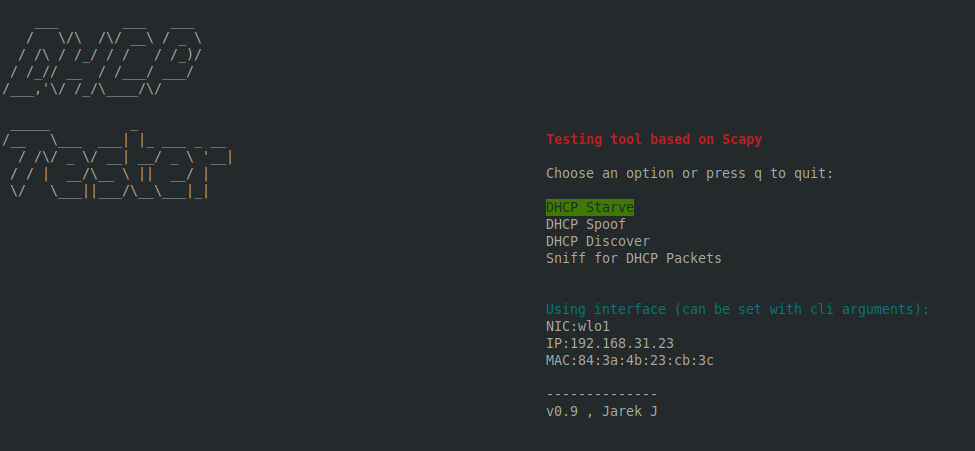 DHCP
Tester
Testing tool based on Scapy
Choose an option or press q to quit:
DHCP Starve
DHCP Spoof
DHCP Discover
Sniff for DHCP Packets
Using interface (can be set with cli arguments):
NIC:wlo1
IP:192.168.31.23
MAC:84:3a:4b:23:cb:3c
--------------
v0.9 , Jarek J